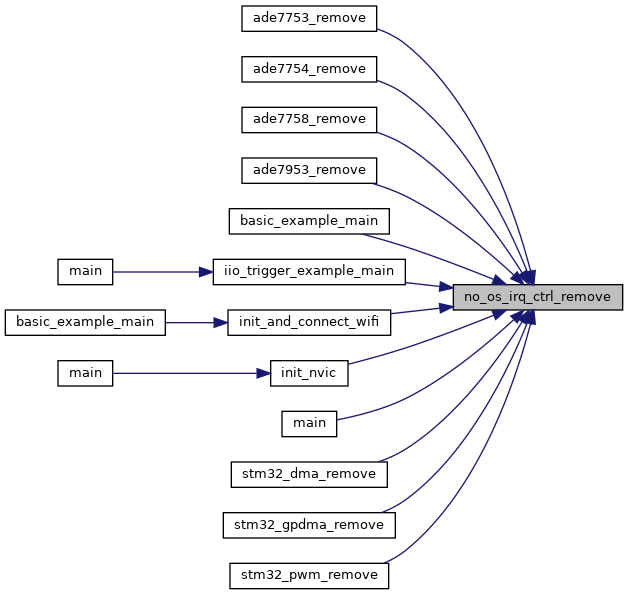 ade7753_remove
ade7754_remove
ade7758_remove
ade7953_remove
basic_example_main
main
iio_trigger_example_main
no_os_irq_ctrl_remove
basic_example_main
init_and_connect_wifi
main
init_nvic
main
stm32_dma_remove
stm32_gpdma_remove
stm32_pwm_remove